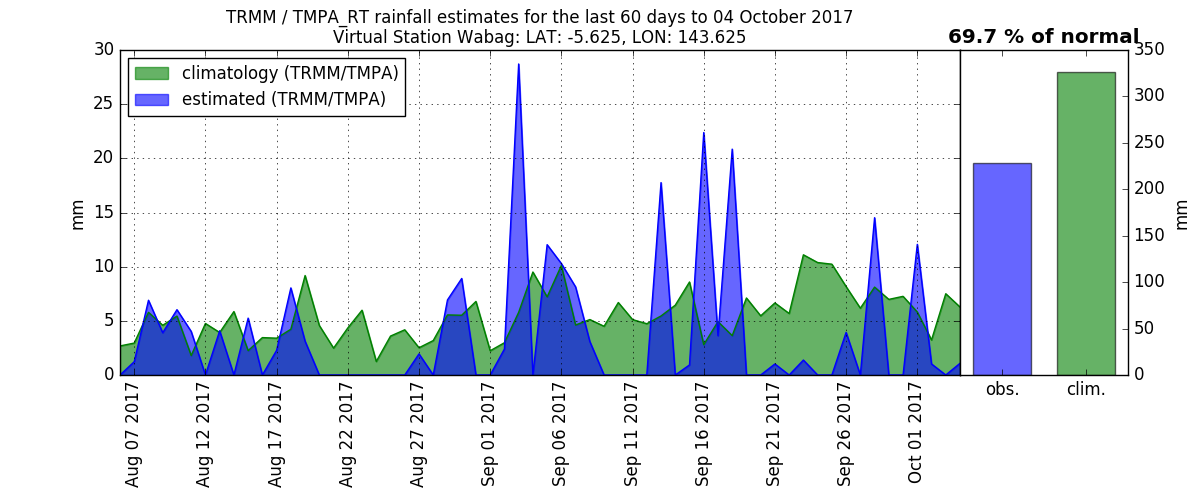 TRMM / TMPA_RT rainfall estimates for the last 60 days to 04 October 2017
Virtual Station Wabag: LAT: -5.625, LON: 143.625
69.7 % of normal
climatology (TRMM/TMPA)
estimated (TRMM/TMPA)
30
25
20
15
10
5
0
mm
350
300
250
200
150
100
50
0
mm
Aug 07 2017
Aug 12 2017
Aug 17 2017
Aug 22 2017
Aug 27 2017
Sep 01 2017
Sep 06 2017
Sep 11 2017
Sep 16 2017
Sep 21 2017
Sep 26 2017
Oct 01 2017
obs.
clim.